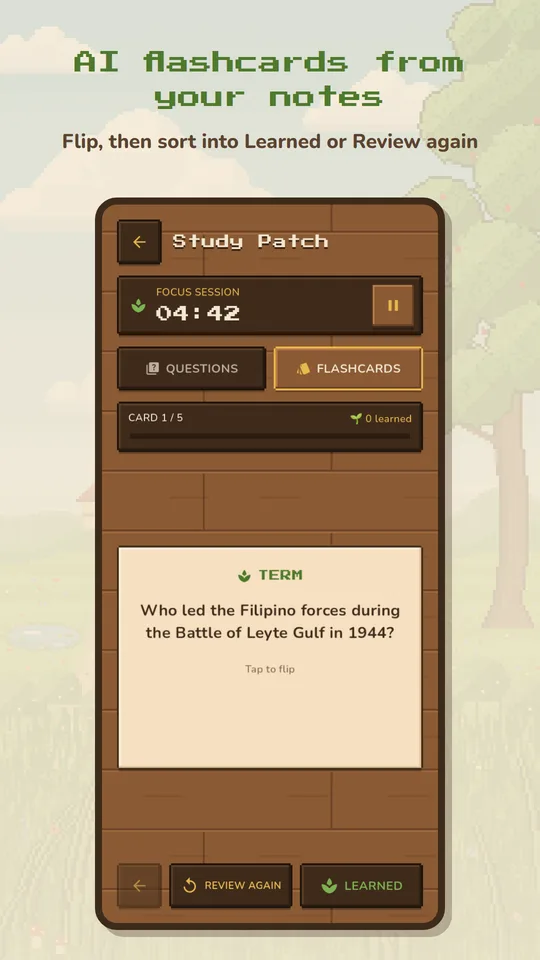 AI flashcards from
your notes
Flip, then sort into Learned or Review again
Study Patch
FOCUS SESSION
04:42
QUESTIONS
FLASHCARDS
CARD 1 / 5
0 learned
TERM
Who led the Filipino forces during
the Battle of Leyte Gulf in 1944?
Tap to flip
REVIEW AGAIN
LEARNED